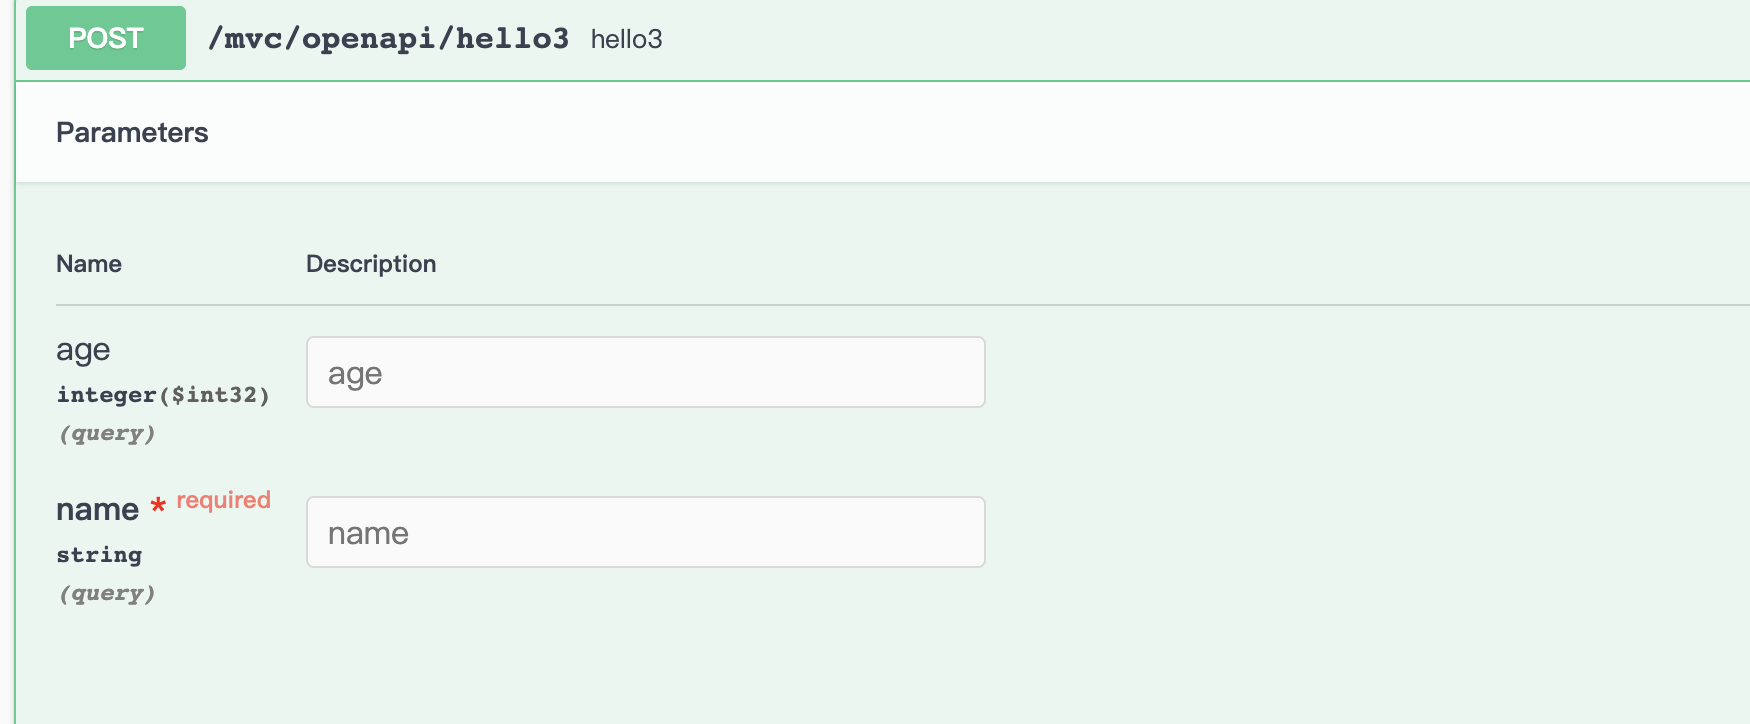 POST /mvc/openapi/hello3 hello3
Parameters
Name Description
age
age
integer($int32)
(query)
name * required
name
string
(query)